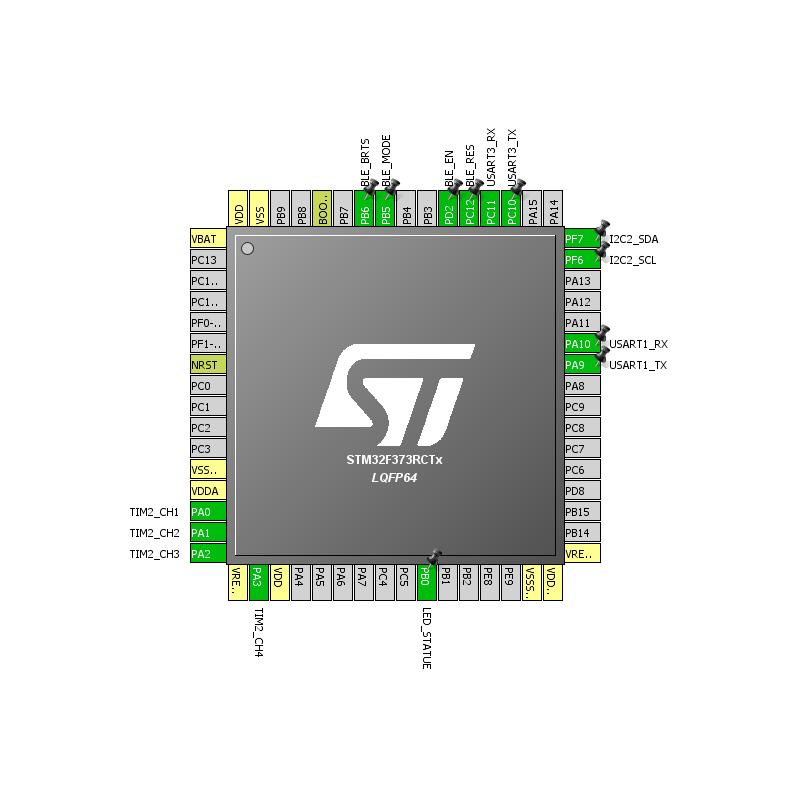 BLE_BRTS
BLE_MODE
BLE_EN
BLE_RES
USART3_RX
USART3_TX
VDD
VSS
PB9
PB8
BOO..
PB7
PB6
PB5
PB4
PB3
PD2
PC12
PC11
PC10
PA15
PA14
VBAT
PC13
PC1..
PC1..
PF0-..
PF1-..
NRST
PC0
PC1
PC2
PC3
VSS..
VDDA
TIM2_CH1 PA0
TIM2_CH2 PA1
TIM2_CH3 PA2
STM32F373RCTx
LQFP64
PF7 I2C2_SDA
PF6 I2C2_SCL
PA13
PA12
PA11
PA10 USART1_RX
PA9 USART1_TX
PA8
PC9
PC8
PC7
PC6
PD8
PB15
PB14
VRE..
VRE..
PA3
VDD
PA4
PA5
PA6
PA7
PC4
PC5
PB0
PB1
PB2
PE8
PE9
VSSS..
VDD..
TIM2_CH4
LED_STATUE